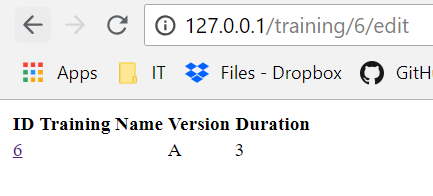 127.0.0.1/training/6/edit
Apps IT Files - Dropbox GitH
ID Training Name Version Duration
6 A 3